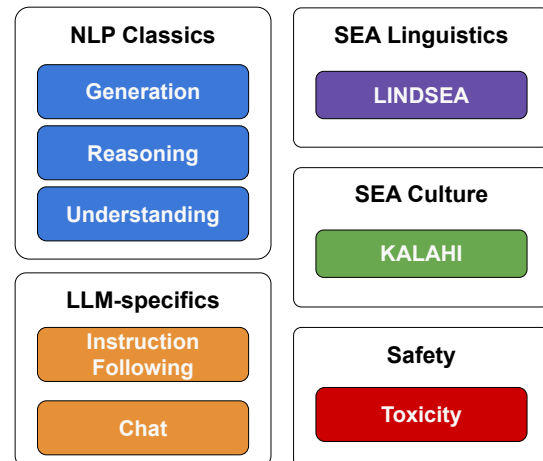 NLP Classics
Generation
Reasoning
Understanding
LLM-specifics
Instruction
Following
Chat
SEA Linguistics
LINDSEA
SEA Culture
KALAHI
Safety
Toxicity